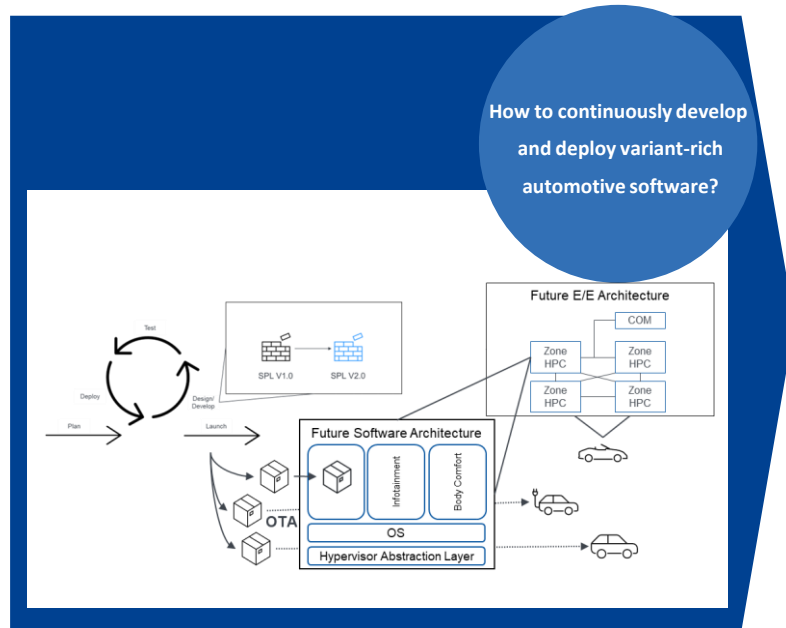 How to continuously develop
and deploy variant-rich
automotive software?
Future E/E Architecture
COM
Zone
HPC
Zone
HPC
Zone
HPC
Zone
HPC
Test
Deploy
Design/
Develop
Plan
Launch
SPL V1.0
SPL V2.0
Future Software Architecture
Infotainment
Body Comfort
OS
Hypervisor Abstraction Layer
OTA